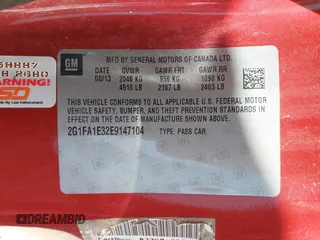 GM
MFD BY GENERAL MOTORS OF CANADA LTD.
08/13 GVWR GAWR FRT GAWR RR
2046 KG 956 KG 1090 KG
4510 LB 2107 LB 2403 LB
THIS VEHICLE CONFORMS TO ALL APPLICABLE U.S. FEDERAL MOTOR
VEHICLE SAFETY, BUMPER, AND THEFT PREVENTION STANDARDS IN
EFFECT ON THE DATE OF MANUFACTURE SHOWN ABOVE.
2G1FA1E32E9147104 TYPE: PASS CAR
2680
WARNING!
DREAMBID